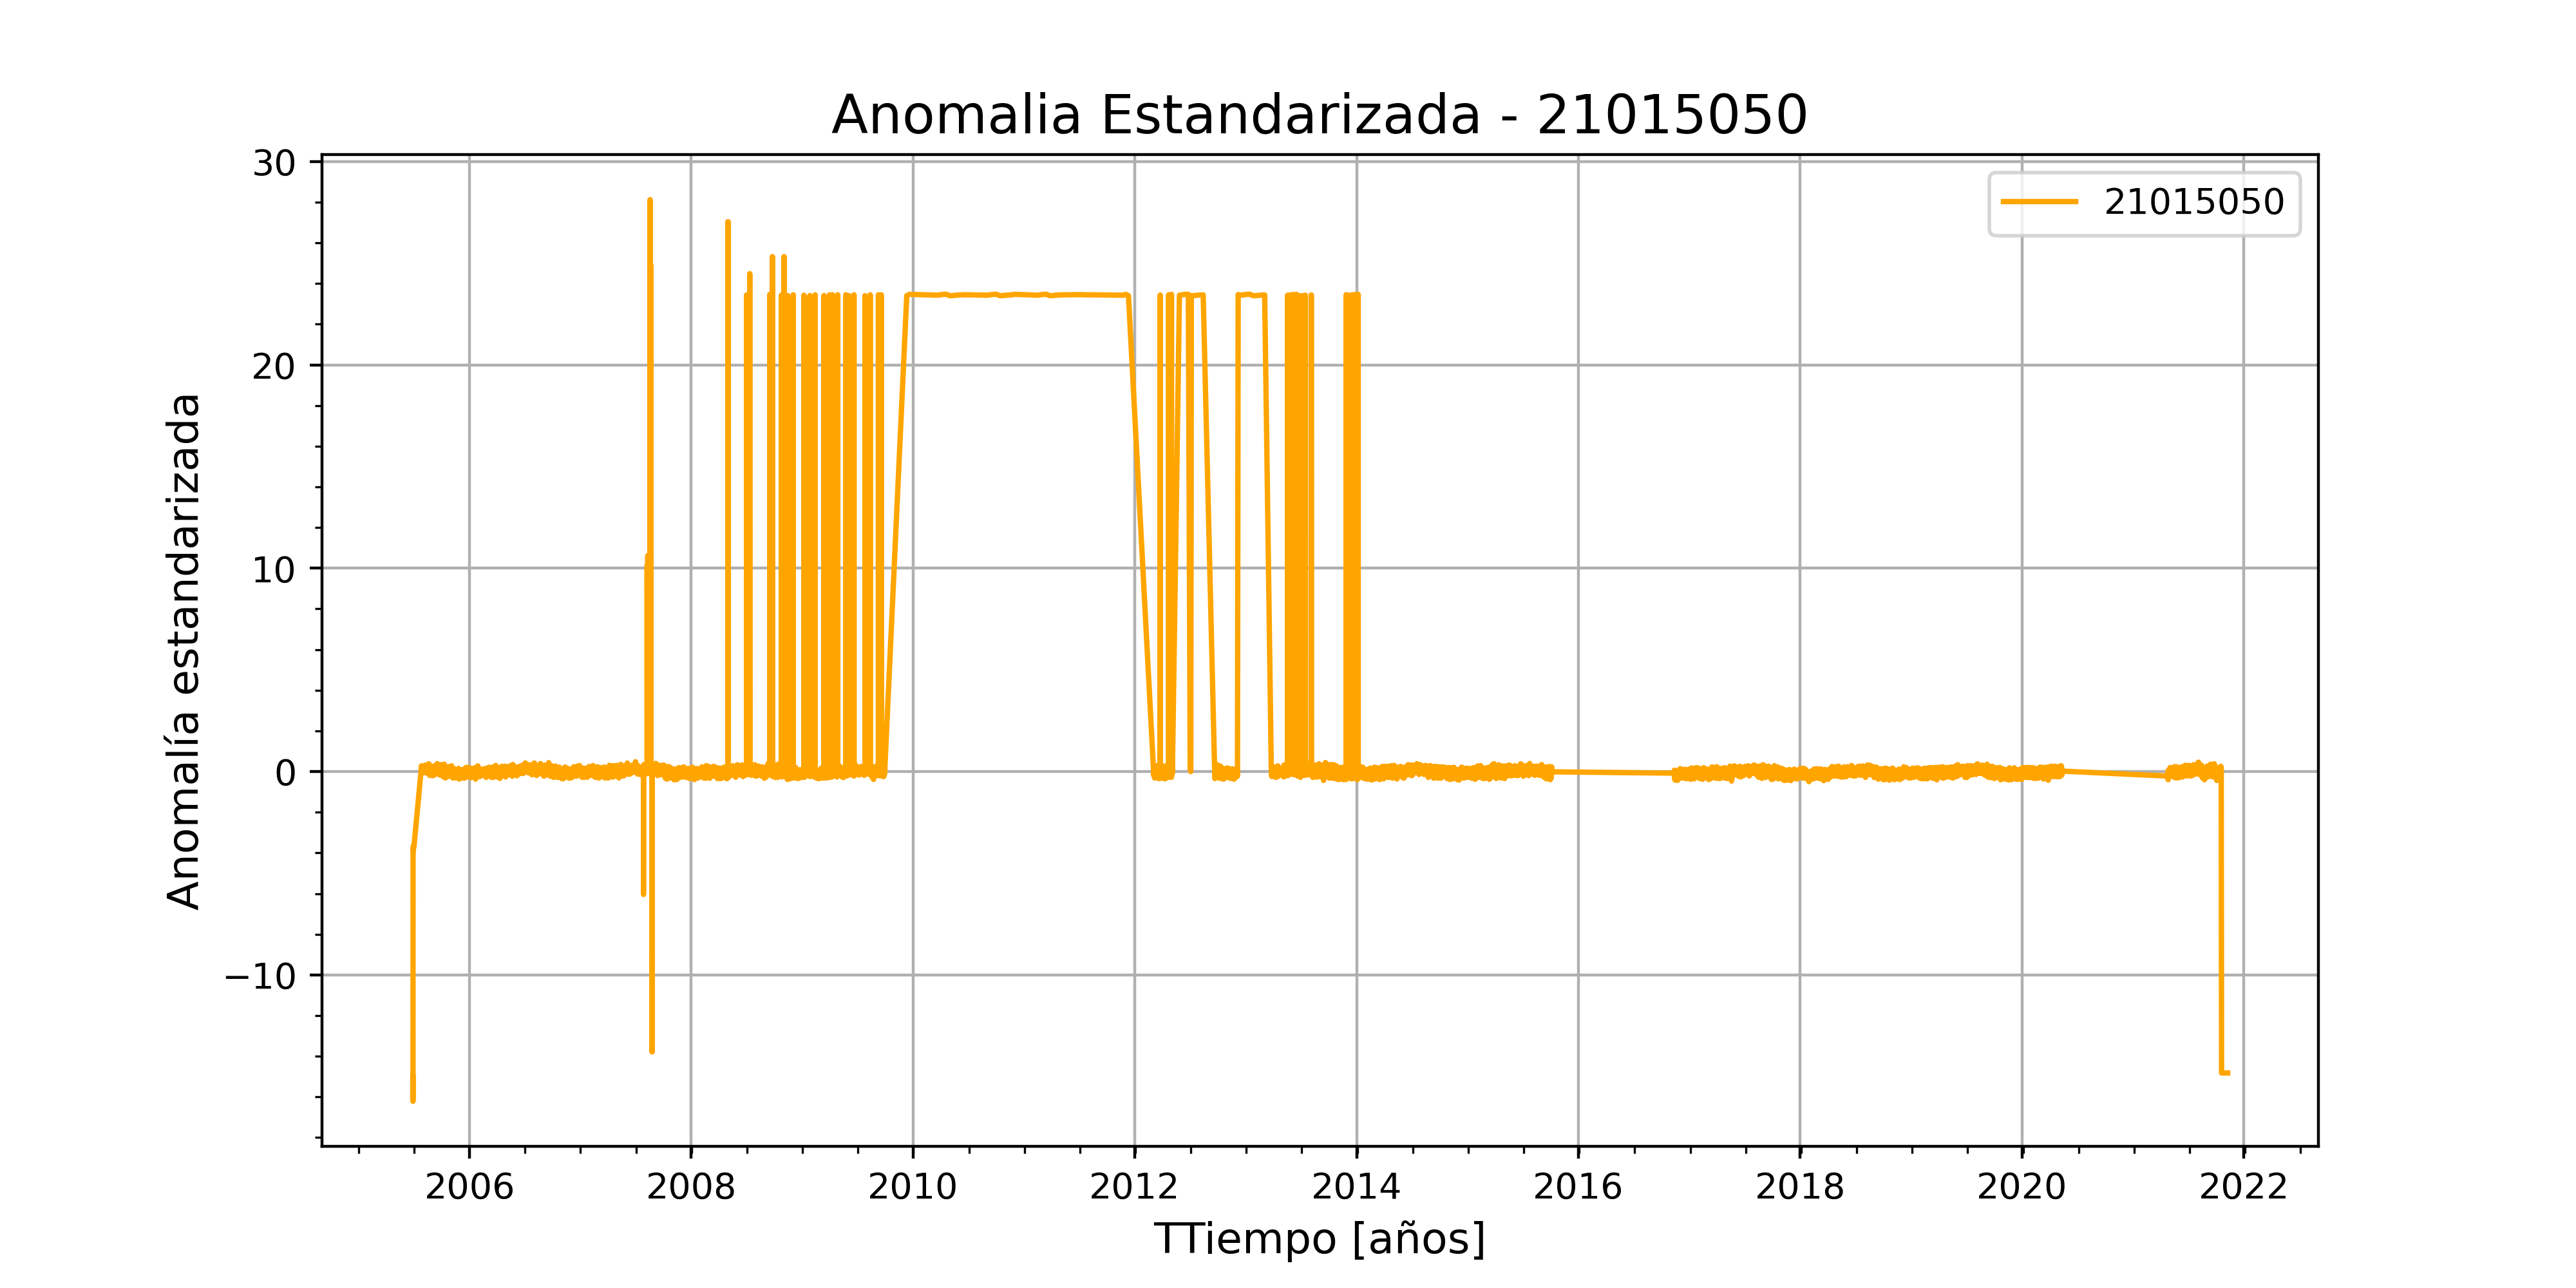 Anomalia Estandarizada - 21015050
21015050
Anomalía estandarizada
30
20
10
0
−10
2006 2008 2010 2012 2014 2016 2018 2020 2022
TTiempo [años]